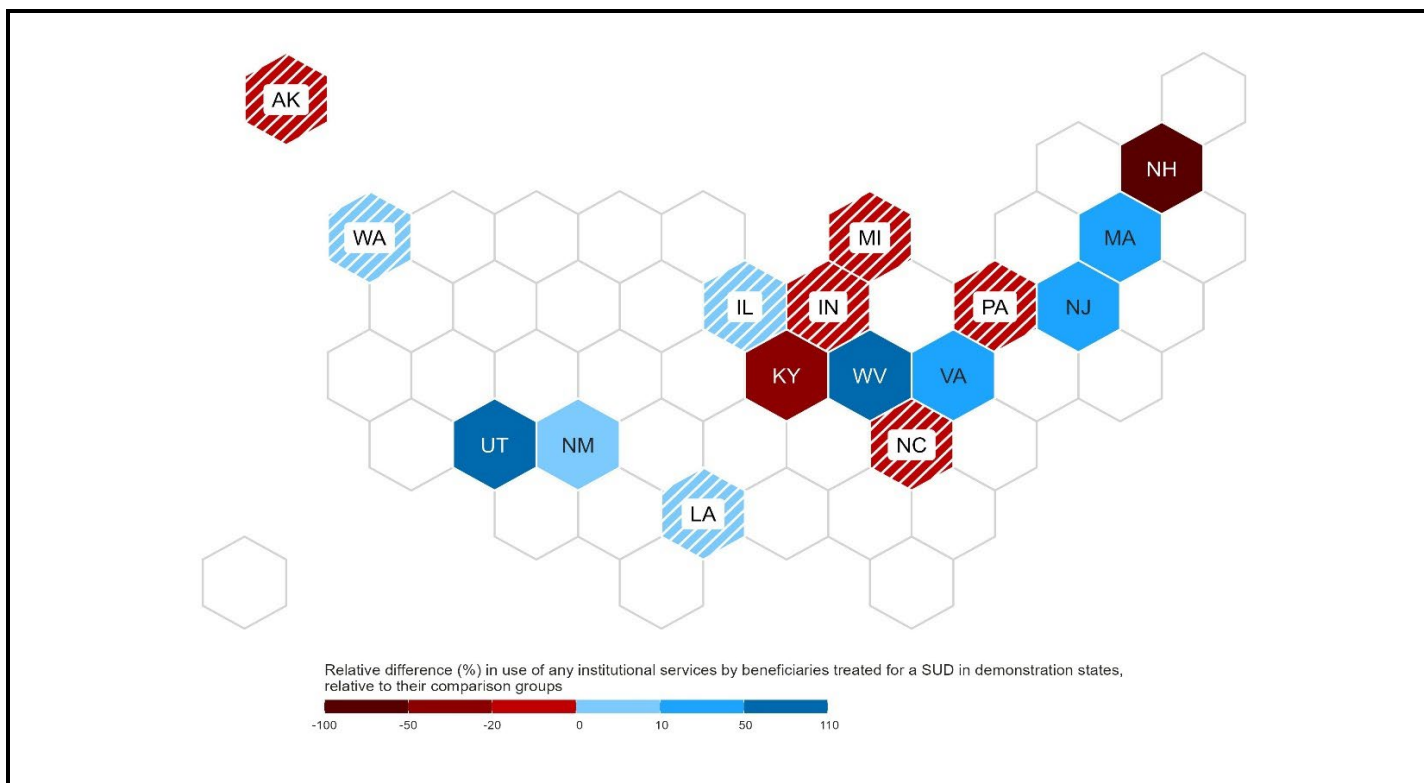 AK
NH
WA
MI
MA
IL
IN
PA
NJ
KY
WV
VA
UT
NM
NC
LA
Relative difference (%) in use of any institutional services by beneficiaries treated for a SUD in demonstration states,
relative to their comparison groups
-100 -50 -20 0 10 50 110